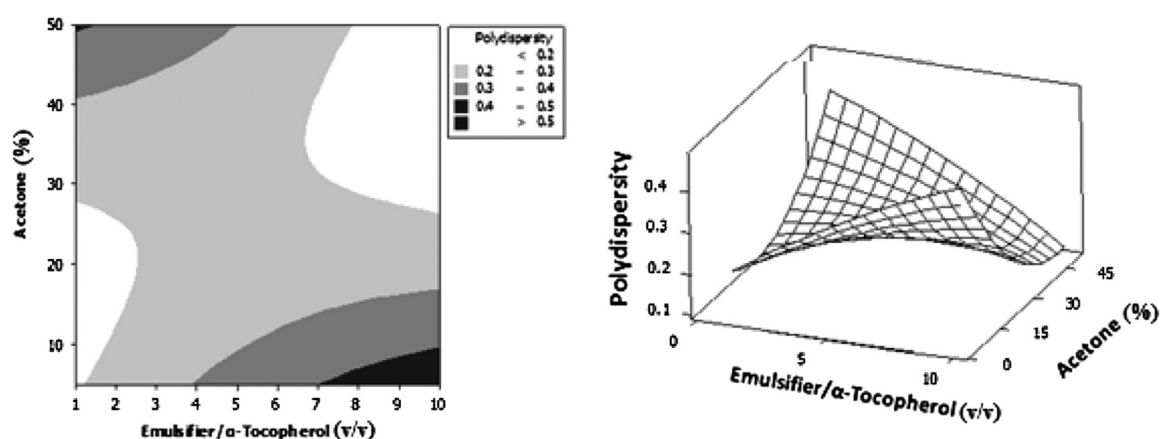 50
40
30
20
10
Acetone (%)
1 2 3 4 5 6 7 8 9 10
Emulsifier/α-Tocopherol (v/v)
Polydispersity
< 0.2
0.2 – 0.3
0.3 – 0.4
0.4 – 0.5
> 0.5
Polydispersity
0.4
0.3
0.2
0.1
0 5 10
Emulsifier/α-Tocopherol (v/v)
45
30
15
0
Acetone (%)